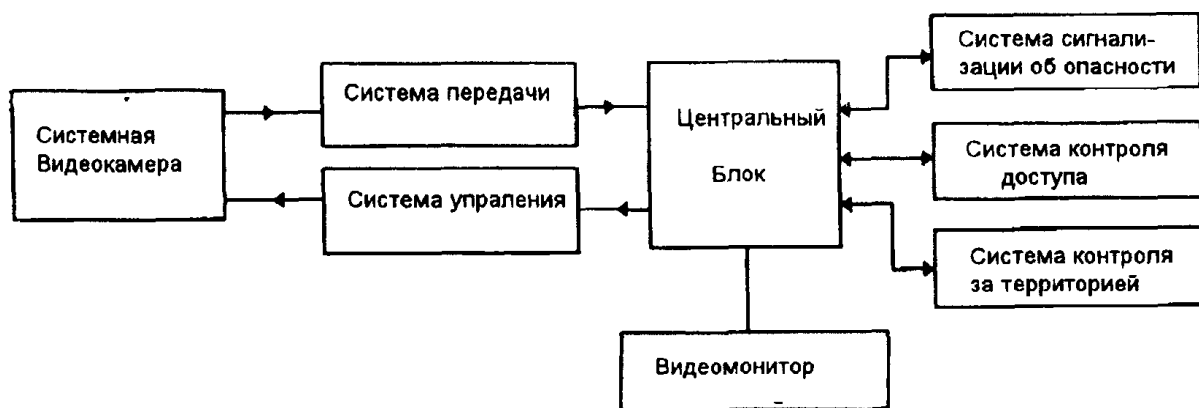 Системная
Видеокамера
Система передачи
Система упраления
Центральный
Блок
Система сигнали-
зации об опасности
Система контроля
доступа
Система контроля
за территорией
Видеомонитор